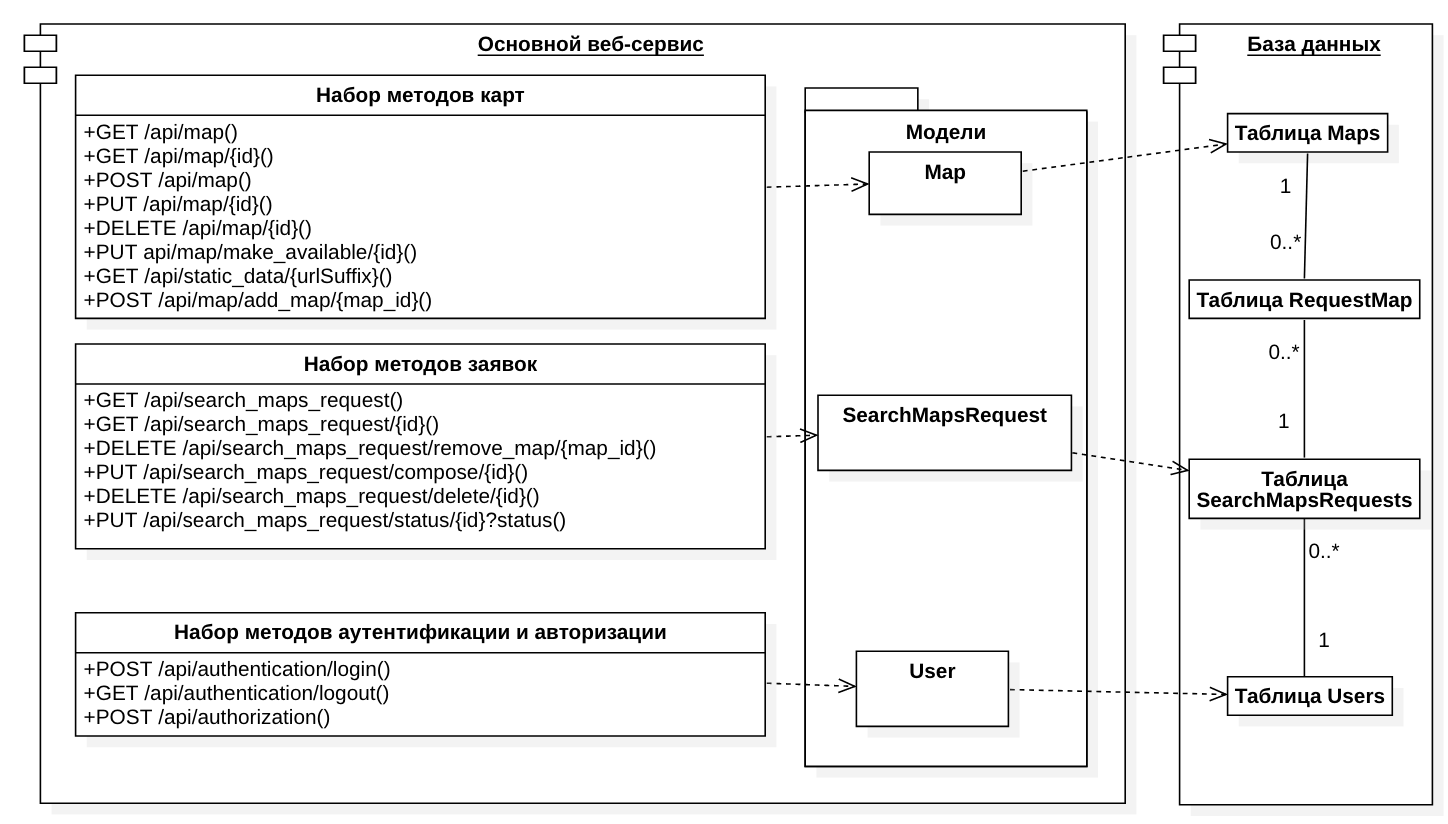 Основной веб-сервис
Набор методов карт
+GET /api/map()
+GET /api/map/{id}()
+POST /api/map()
+PUT /api/map/{id}()
+DELETE /api/map/{id}()
+PUT api/map/make_available/{id}()
+GET /api/static_data/{urlSuffix}()
+POST /api/map/add_map/{map_id}()
Набор методов заявок
+GET /api/search_maps_request()
+GET /api/search_maps_request/{id}()
+DELETE /api/search_maps_request/remove_map/{map_id}()
+PUT /api/search_maps_request/compose/{id}()
+DELETE /api/search_maps_request/delete/{id}()
+PUT /api/search_maps_request/status/{id}?status()
Набор методов аутентификации и авторизации
+POST /api/authentication/login()
+GET /api/authentication/logout()
+POST /api/authorization()
Модели
Map
SearchMapsRequest
User
База данных
Таблица Maps
1
0..*
Таблица RequestMap
0..*
1
Таблица
SearchMapsRequests
0..*
1
Таблица Users